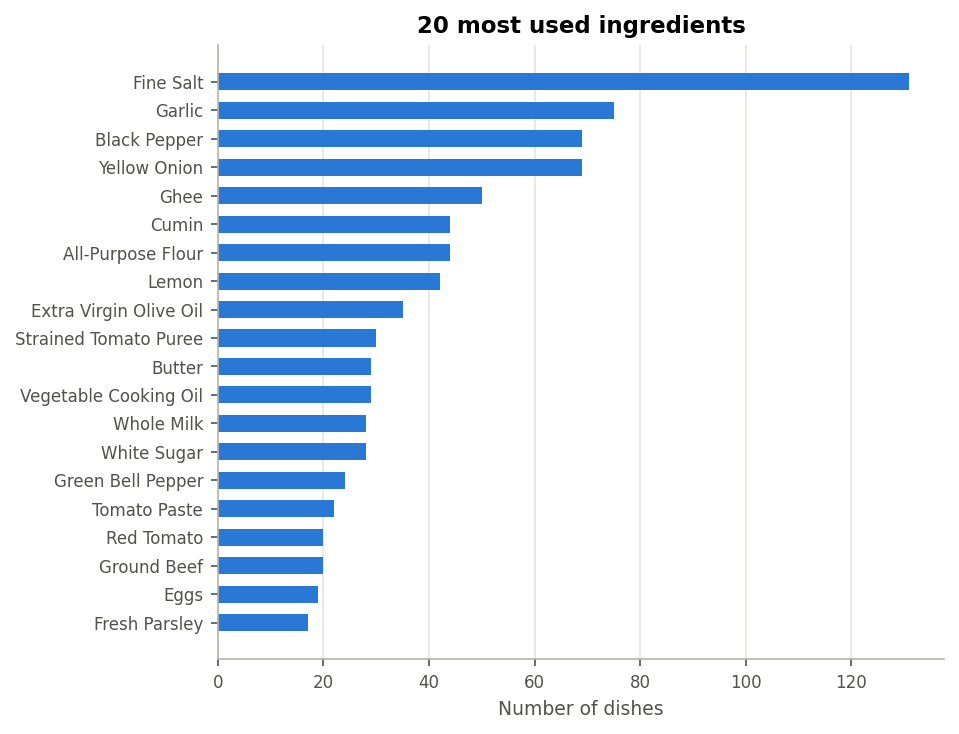 20 most used ingredients
Fine Salt
Garlic
Black Pepper
Yellow Onion
Ghee
Cumin
All-Purpose Flour
Lemon
Extra Virgin Olive Oil
Strained Tomato Puree
Butter
Vegetable Cooking Oil
Whole Milk
White Sugar
Green Bell Pepper
Tomato Paste
Red Tomato
Ground Beef
Eggs
Fresh Parsley
0 20 40 60 80 100 120
Number of dishes